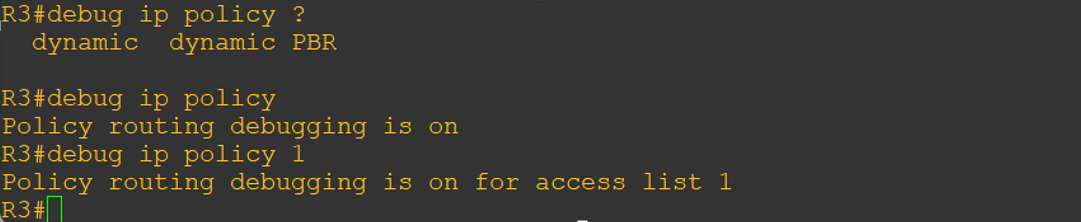 R3#debug ip policy ?
  dynamic  dynamic PBR
R3#debug ip policy
Policy routing debugging is on
R3#debug ip policy 1
Policy routing debugging is on for access list 1
R3#